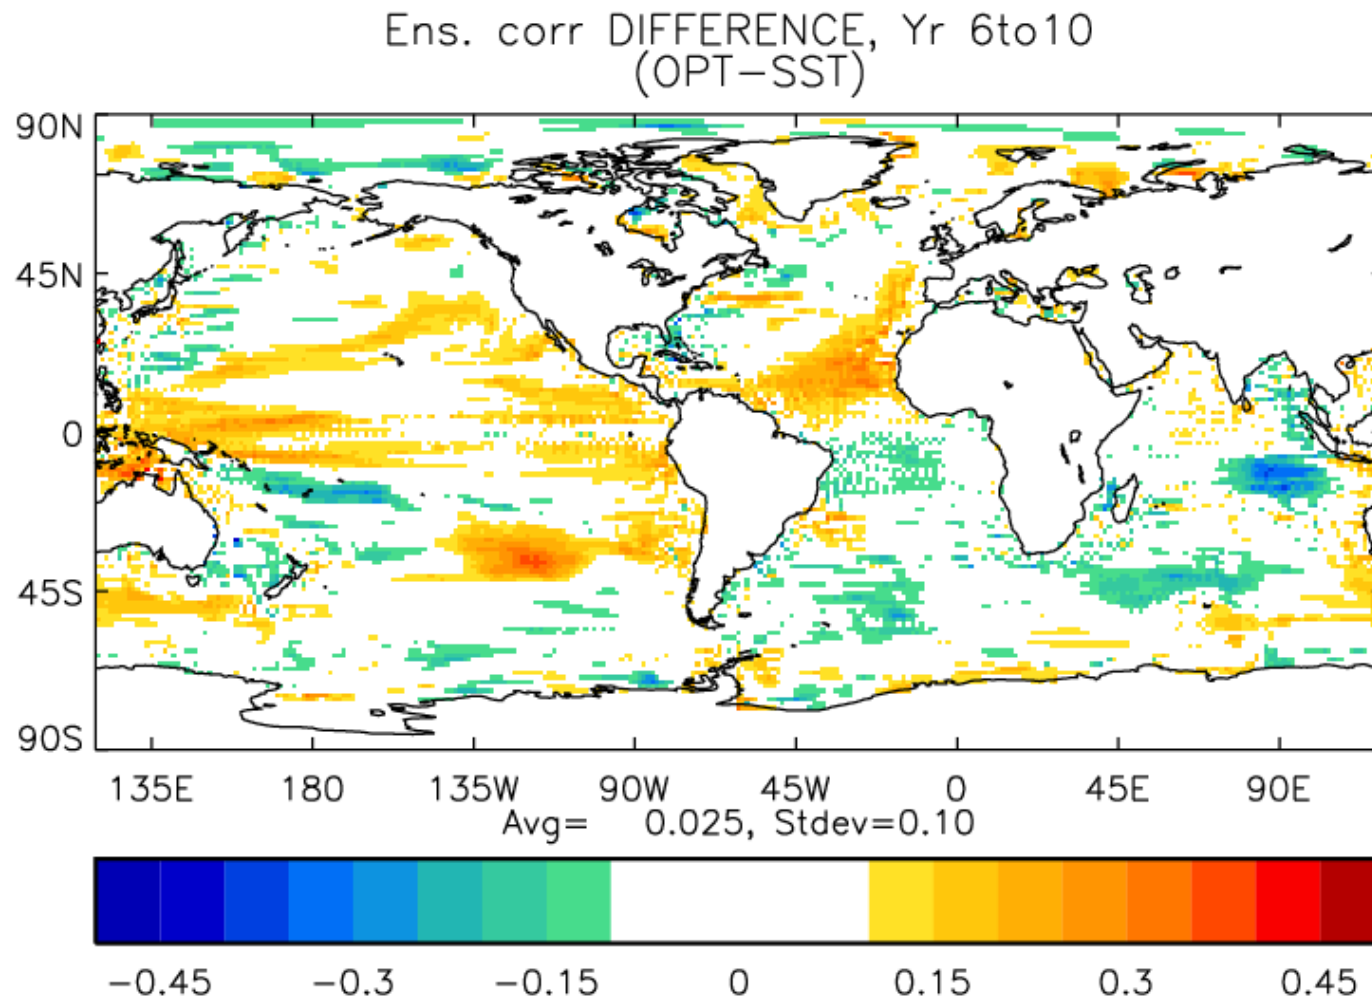 Ens. corr DIFFERENCE, Yr 6to10
(OPT−SST)
90N
45N
0
45S
90S
135E 180 135W 90W 45W 0 45E 90E
Avg= 0.025, Stdev=0.10
−0.45 −0.3 −0.15 0 0.15 0.3 0.45